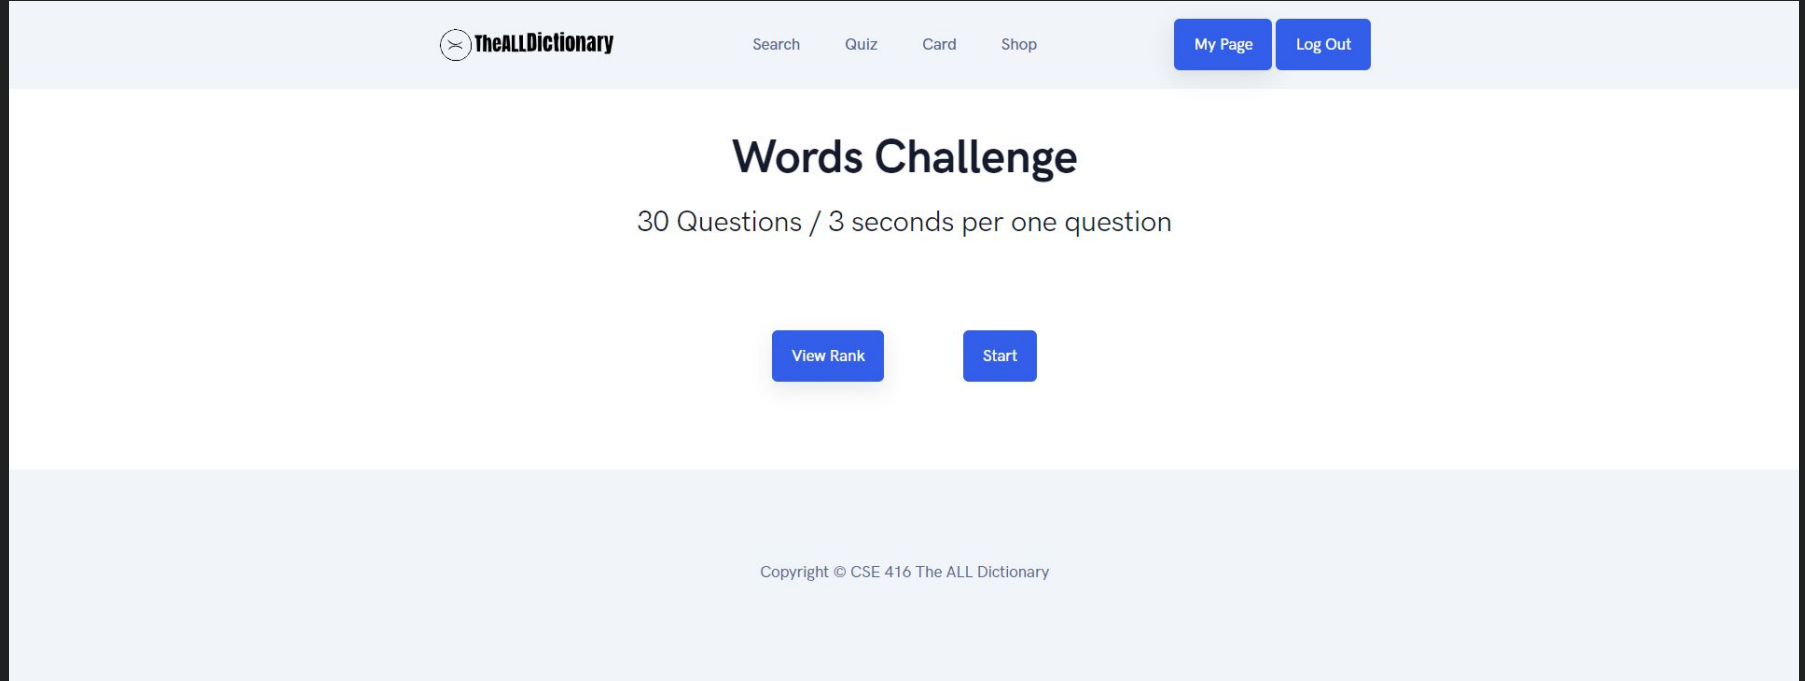 TheALLDictionary Search Quiz Card Shop My Page Log Out
Words Challenge
30 Questions / 3 seconds per one question
View Rank Start
Copyright © CSE 416 The ALL Dictionary